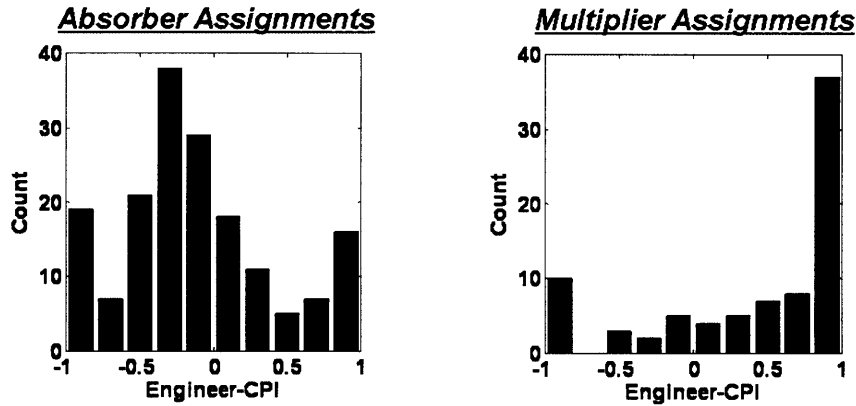 Absorber Assignments
Count
40
30
20
10
0
-1 -0.5 0 0.5 1
Engineer-CPI
Multiplier Assignments
Count
40
30
20
10
0
-1 -0.5 0 0.5 1
Engineer-CPI